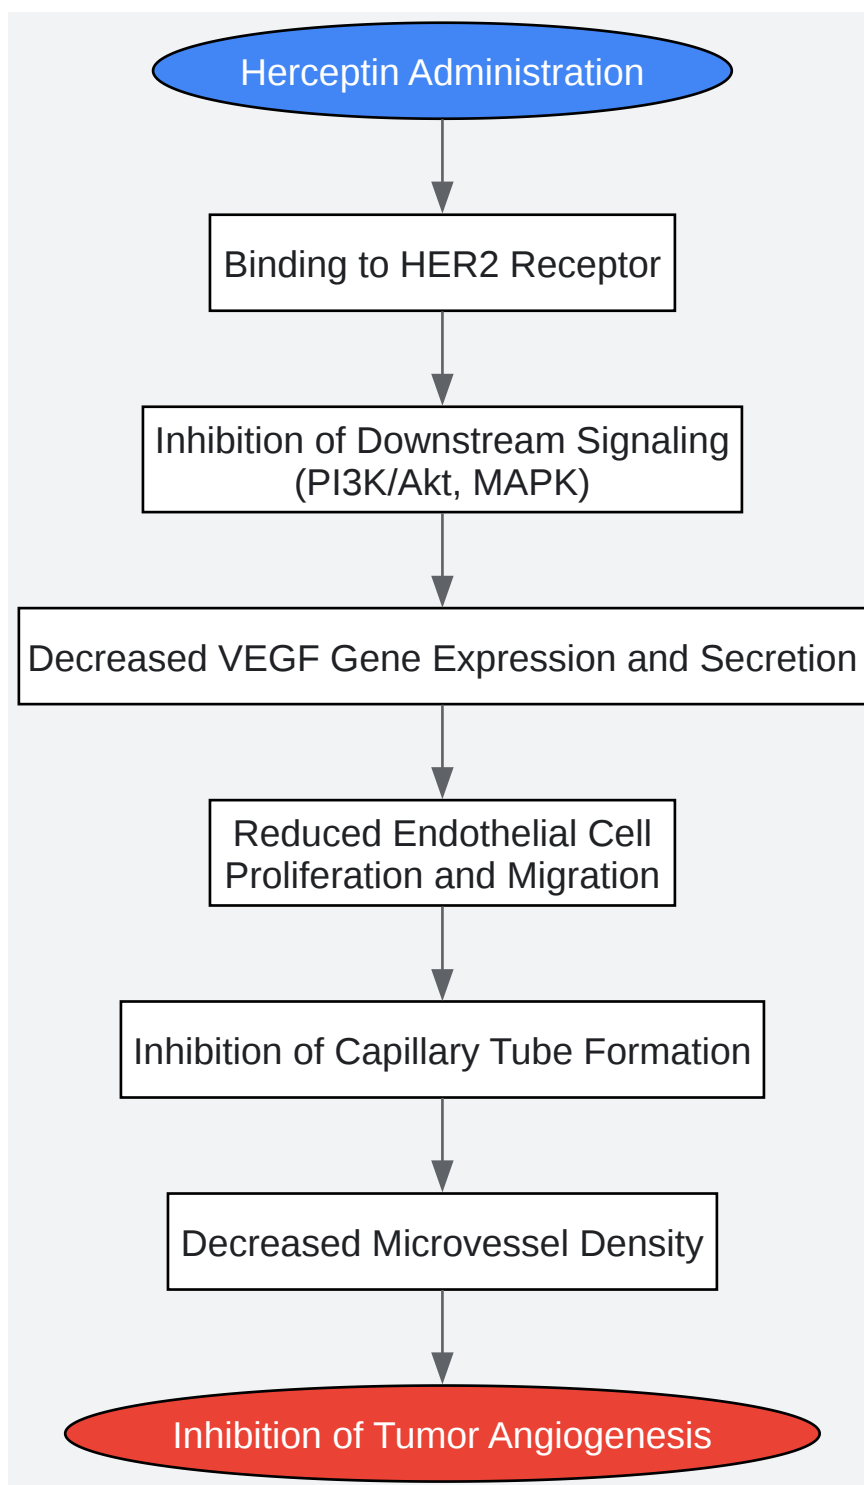 Herceptin Administration
Binding to HER2 Receptor
Inhibition of Downstream Signaling
(PI3K/Akt, MAPK)
Decreased VEGF Gene Expression and Secretion
Reduced Endothelial Cell
Proliferation and Migration
Inhibition of Capillary Tube Formation
Decreased Microvessel Density
Inhibition of Tumor Angiogenesis